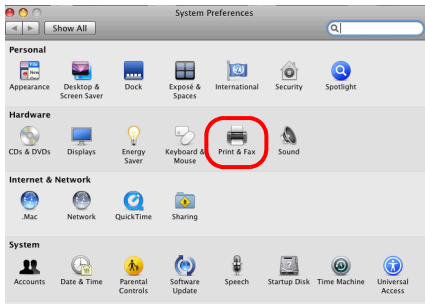 System Preferences
Show All
Personal
Appearance
Desktop &
Screen Saver
Dock
Exposé &
Spaces
International
Security
Spotlight
Hardware
CDs & DVDs
Displays
Energy
Saver
Keyboard &
Mouse
Print & Fax
Sound
Internet & Network
.Mac
Network
QuickTime
Sharing
System
Accounts
Date & Time
Parental
Controls
Software
Update
Speech
Startup Disk
Time Machine
Universal
Access